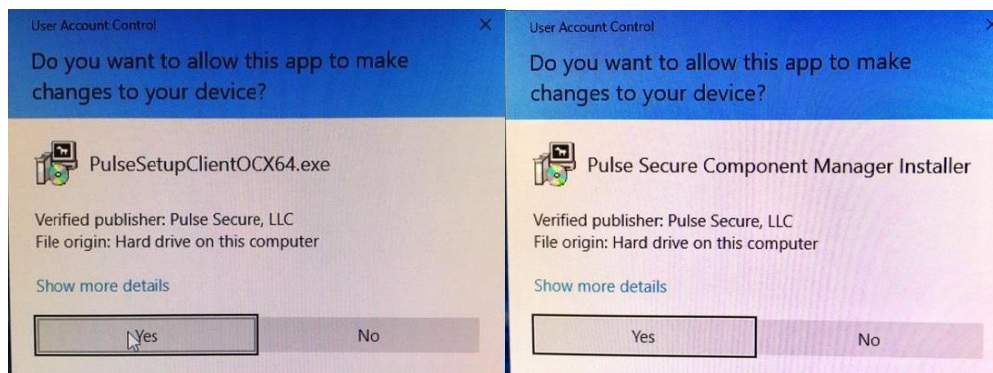 User Account Control
Do you want to allow this app to make
changes to your device?
PulseSetupClientOCX64.exe
Verified publisher: Pulse Secure, LLC
File origin: Hard drive on this computer
Show more details
Yes
No
User Account Control
Do you want to allow this app to make
changes to your device?
Pulse Secure Component Manager Installer
Verified publisher: Pulse Secure, LLC
File origin: Hard drive on this computer
Show more details
Yes
No